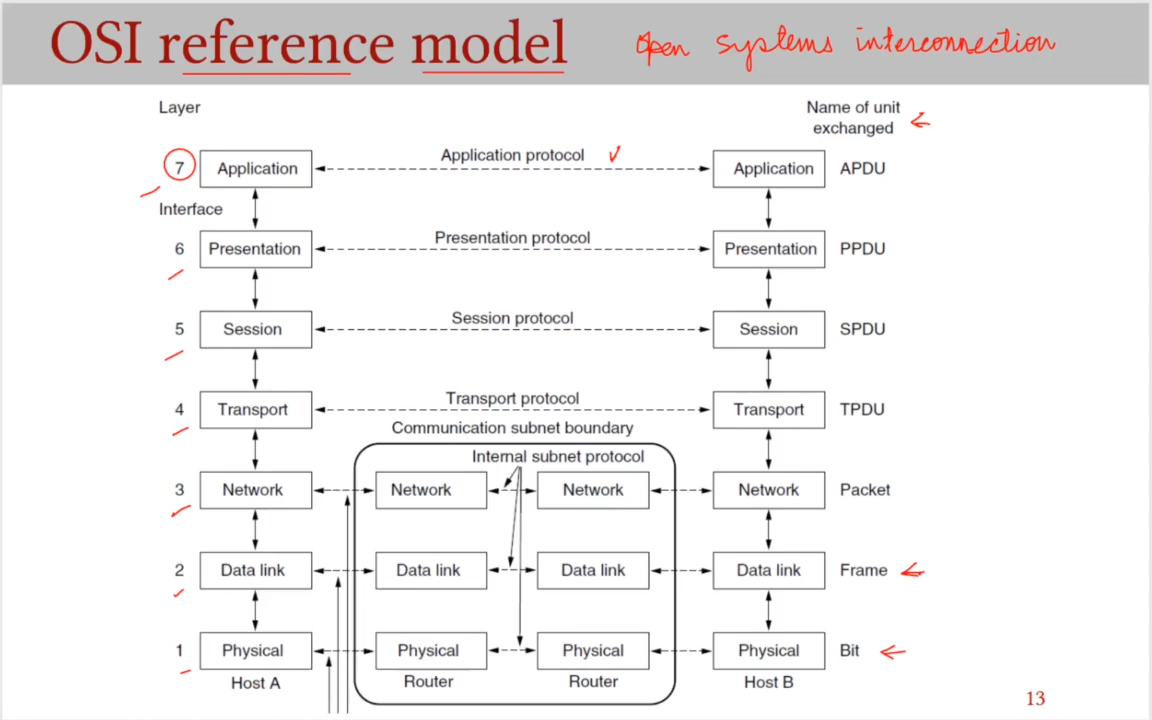 OSI reference model open systems interconnection
Layer
Name of unit
exchanged
7 Application Application protocol Application APDU
Interface
6 Presentation Presentation protocol Presentation PPDU
5 Session Session protocol Session SPDU
4 Transport Transport protocol Transport TPDU
Communication subnet boundary
Internal subnet protocol
3 Network Network Network Network Packet
2 Data link Data link Data link Data link Frame
1 Physical Physical Physical Physical Bit
Host A Router Router Host B
13